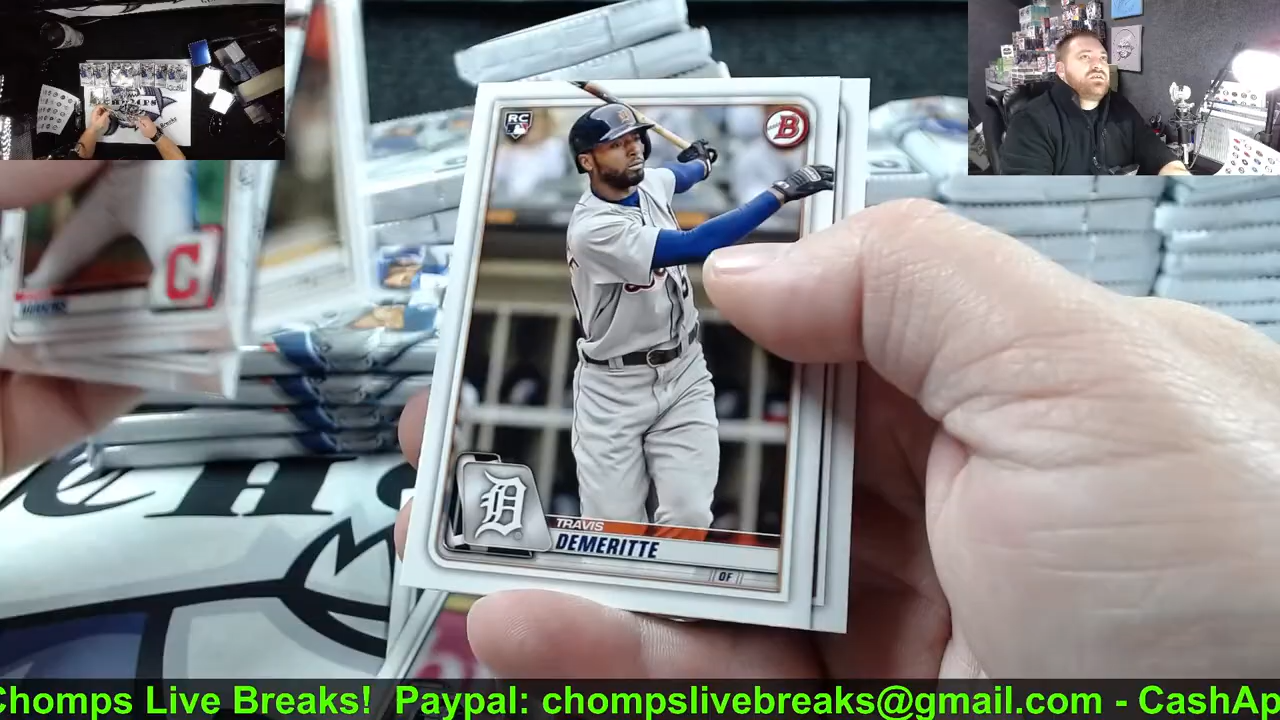 RC
B
D
TRAVIS
DEMERITTE
OF
C
Chomps Live Breaks! Paypal: chompslivebreaks@gmail.com - CashAp